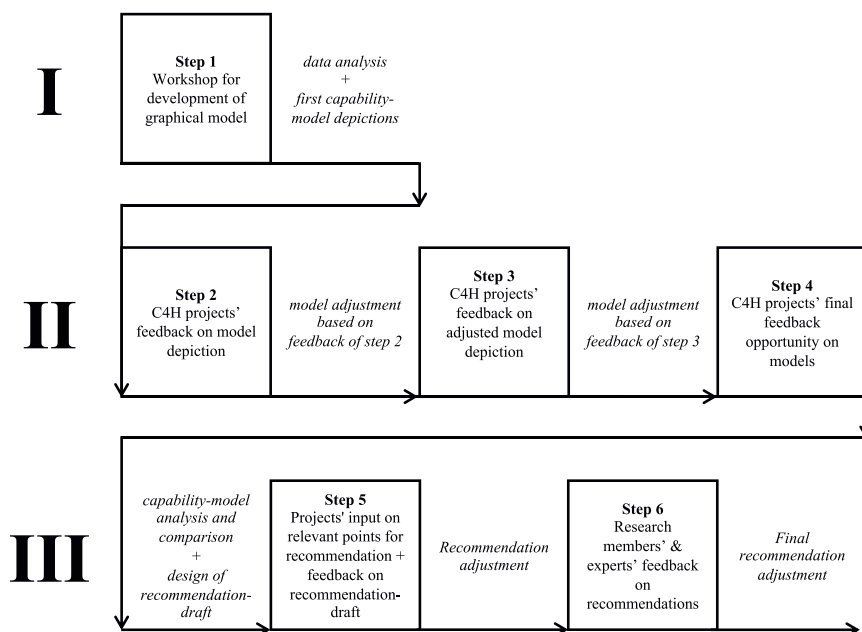 I
Step 1
Workshop for
development of
graphical model
data analysis
+
first capability-
model depictions
II
Step 2
C4H projects’
feedback on model
depiction
model adjustment
based on
feedback of step 2
Step 3
C4H projects’
feedback on
adjusted model
depiction
model adjustment
based on
feedback of step 3
Step 4
C4H projects’ final
feedback
opportunity on
models
III
capability-model
analysis and
comparison
+
design of
recommendation-
draft
Step 5
Projects' input on
relevant points for
recommendation +
feedback on
recommendation-
draft
Recommendation
adjustment
Step 6
Research
members’ &
experts’ feedback
on
recommendations
Final
recommendation
adjustment